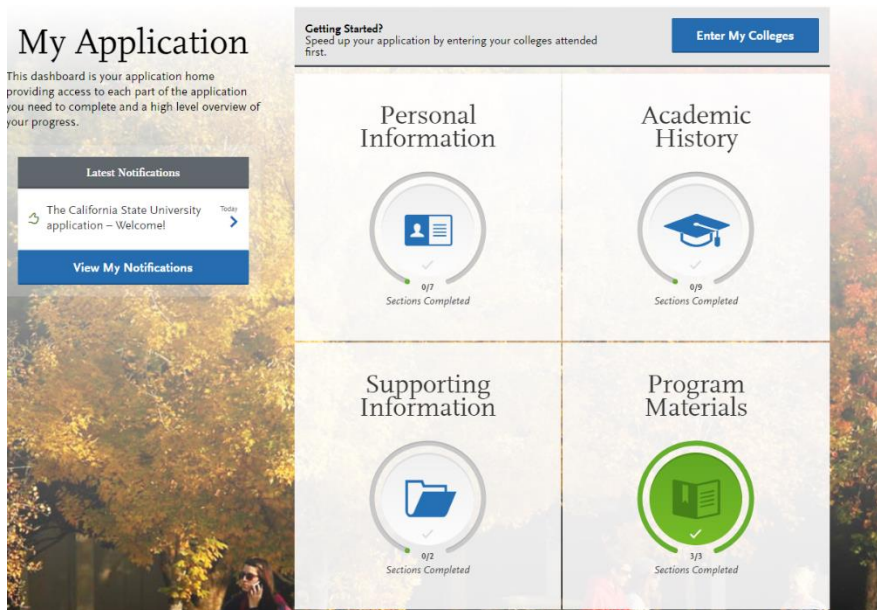 My Application
This dashboard is your application home
providing access to each part of the application
you need to complete and a high level overview of
your progress.
Latest Notifications
The California State University
application – Welcome!
Today
View My Notifications
Getting Started?
Speed up your application by entering your colleges attended
first.
Enter My Colleges
Personal
Information
0/7
Sections Completed
Academic
History
0/9
Sections Completed
Supporting
Information
0/2
Sections Completed
Program
Materials
3/3
Sections Completed